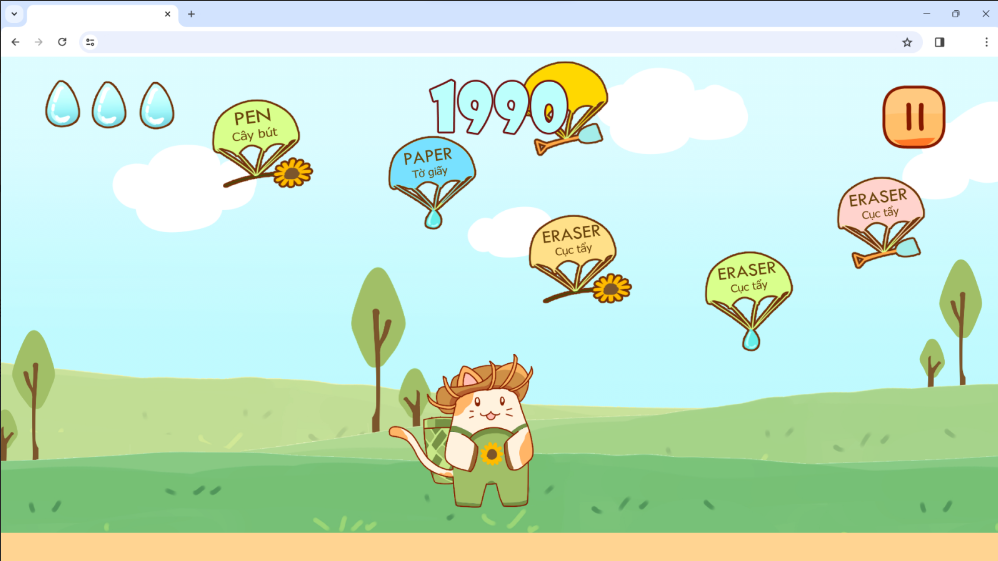 1990
PEN
Cây bút
PAPER
Tờ giấy
ERASER
Cục tẩy
ERASER
Cục tẩy
ERASER
Cục tẩy